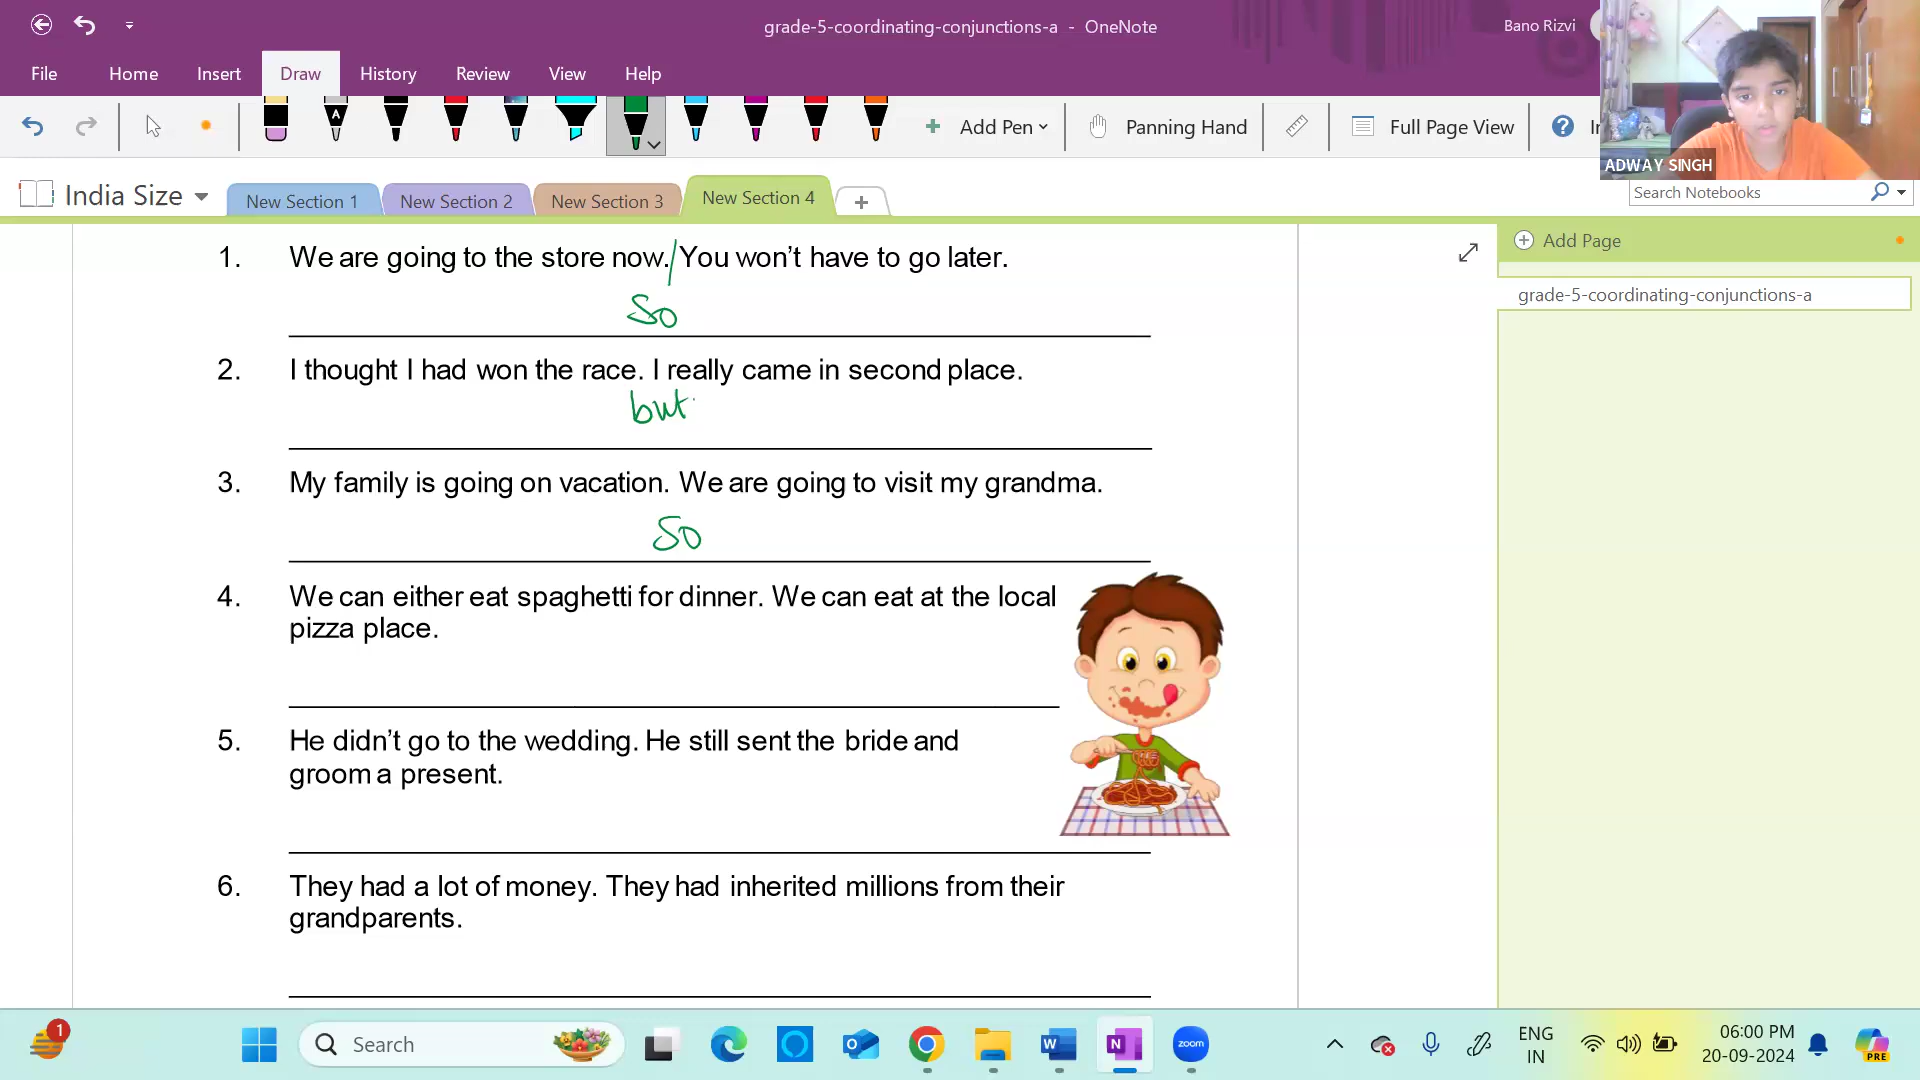 grade-5-coordinating-conjunctions-a - OneNote
Bano Rizvi
File Home Insert Draw History Review View Help
A
Add Pen Panning Hand Full Page View
ADWAY SINGH
India Size New Section 1 New Section 2 New Section 3 New Section 4
Search Notebooks
Add Page
grade-5-coordinating-conjunctions-a
1. We are going to the store now./ You won't have to go later.
So
2. I thought I had won the race. I really came in second place.
but
3. My family is going on vacation. We are going to visit my grandma.
So
4. We can either eat spaghetti for dinner. We can eat at the local
pizza place.
5. He didn't go to the wedding. He still sent the bride and
groom a present.
6. They had a lot of money. They had inherited millions from their
grandparents.
1
Search
zoom
ENG
IN
06:00 PM
20-09-2024
PRE